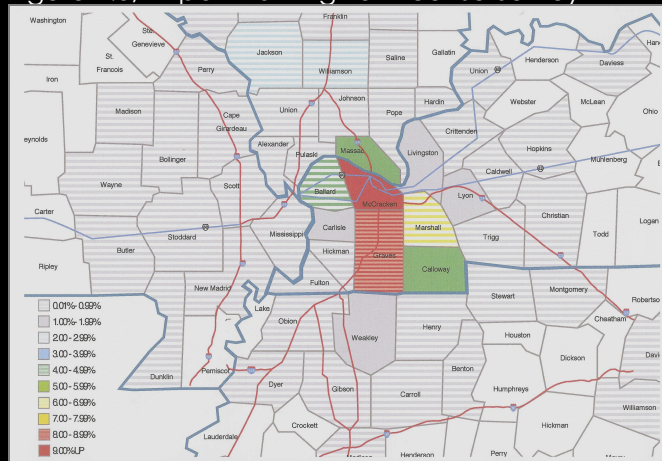 Washington
Ste.
Genevieve
Franklin
Jackson
Williamson
Saline
Gallatin
Union
Henderson
Daviess
St.
Francois
Perry
Iron
Madison
Cape
Girardeau
Union
Johnson
Pope
Hardin
Webster
McLean
Ohio
eynolds
Bollinger
Alexander
Pulaski
Massac
Livingston
Crittenden
Hopkins
Muhlenberg
Caldwell
Wayne
Scott
Ballard
McCracken
Lyon
Carter
Stoddard
Mississippi
Carlisle
Marshall
Trigg
Christian
Todd
Logan
Butler
Hickman
Graves
Calloway
Ripley
New Madrid
Fulton
Stewart
Montgomery
Robertso
Cheatham
Lake
Obion
Weakley
Henry
Houston
Dickson
Davi
Dunklin
Pemiscot
Dyer
Gibson
Carroll
Benton
Humphreys
Williamson
Crockett
Lauderdale
Henderson
Perry
Hickman
0.01% - 0.99%
1.00% - 1.99%
2.00 - 2.99%
3.00 - 3.99%
4.00 - 4.99%
5.00 - 5.99%
6.00 - 6.99%
7.00 - 7.99%
8.00 - 8.99%
9.00% UP